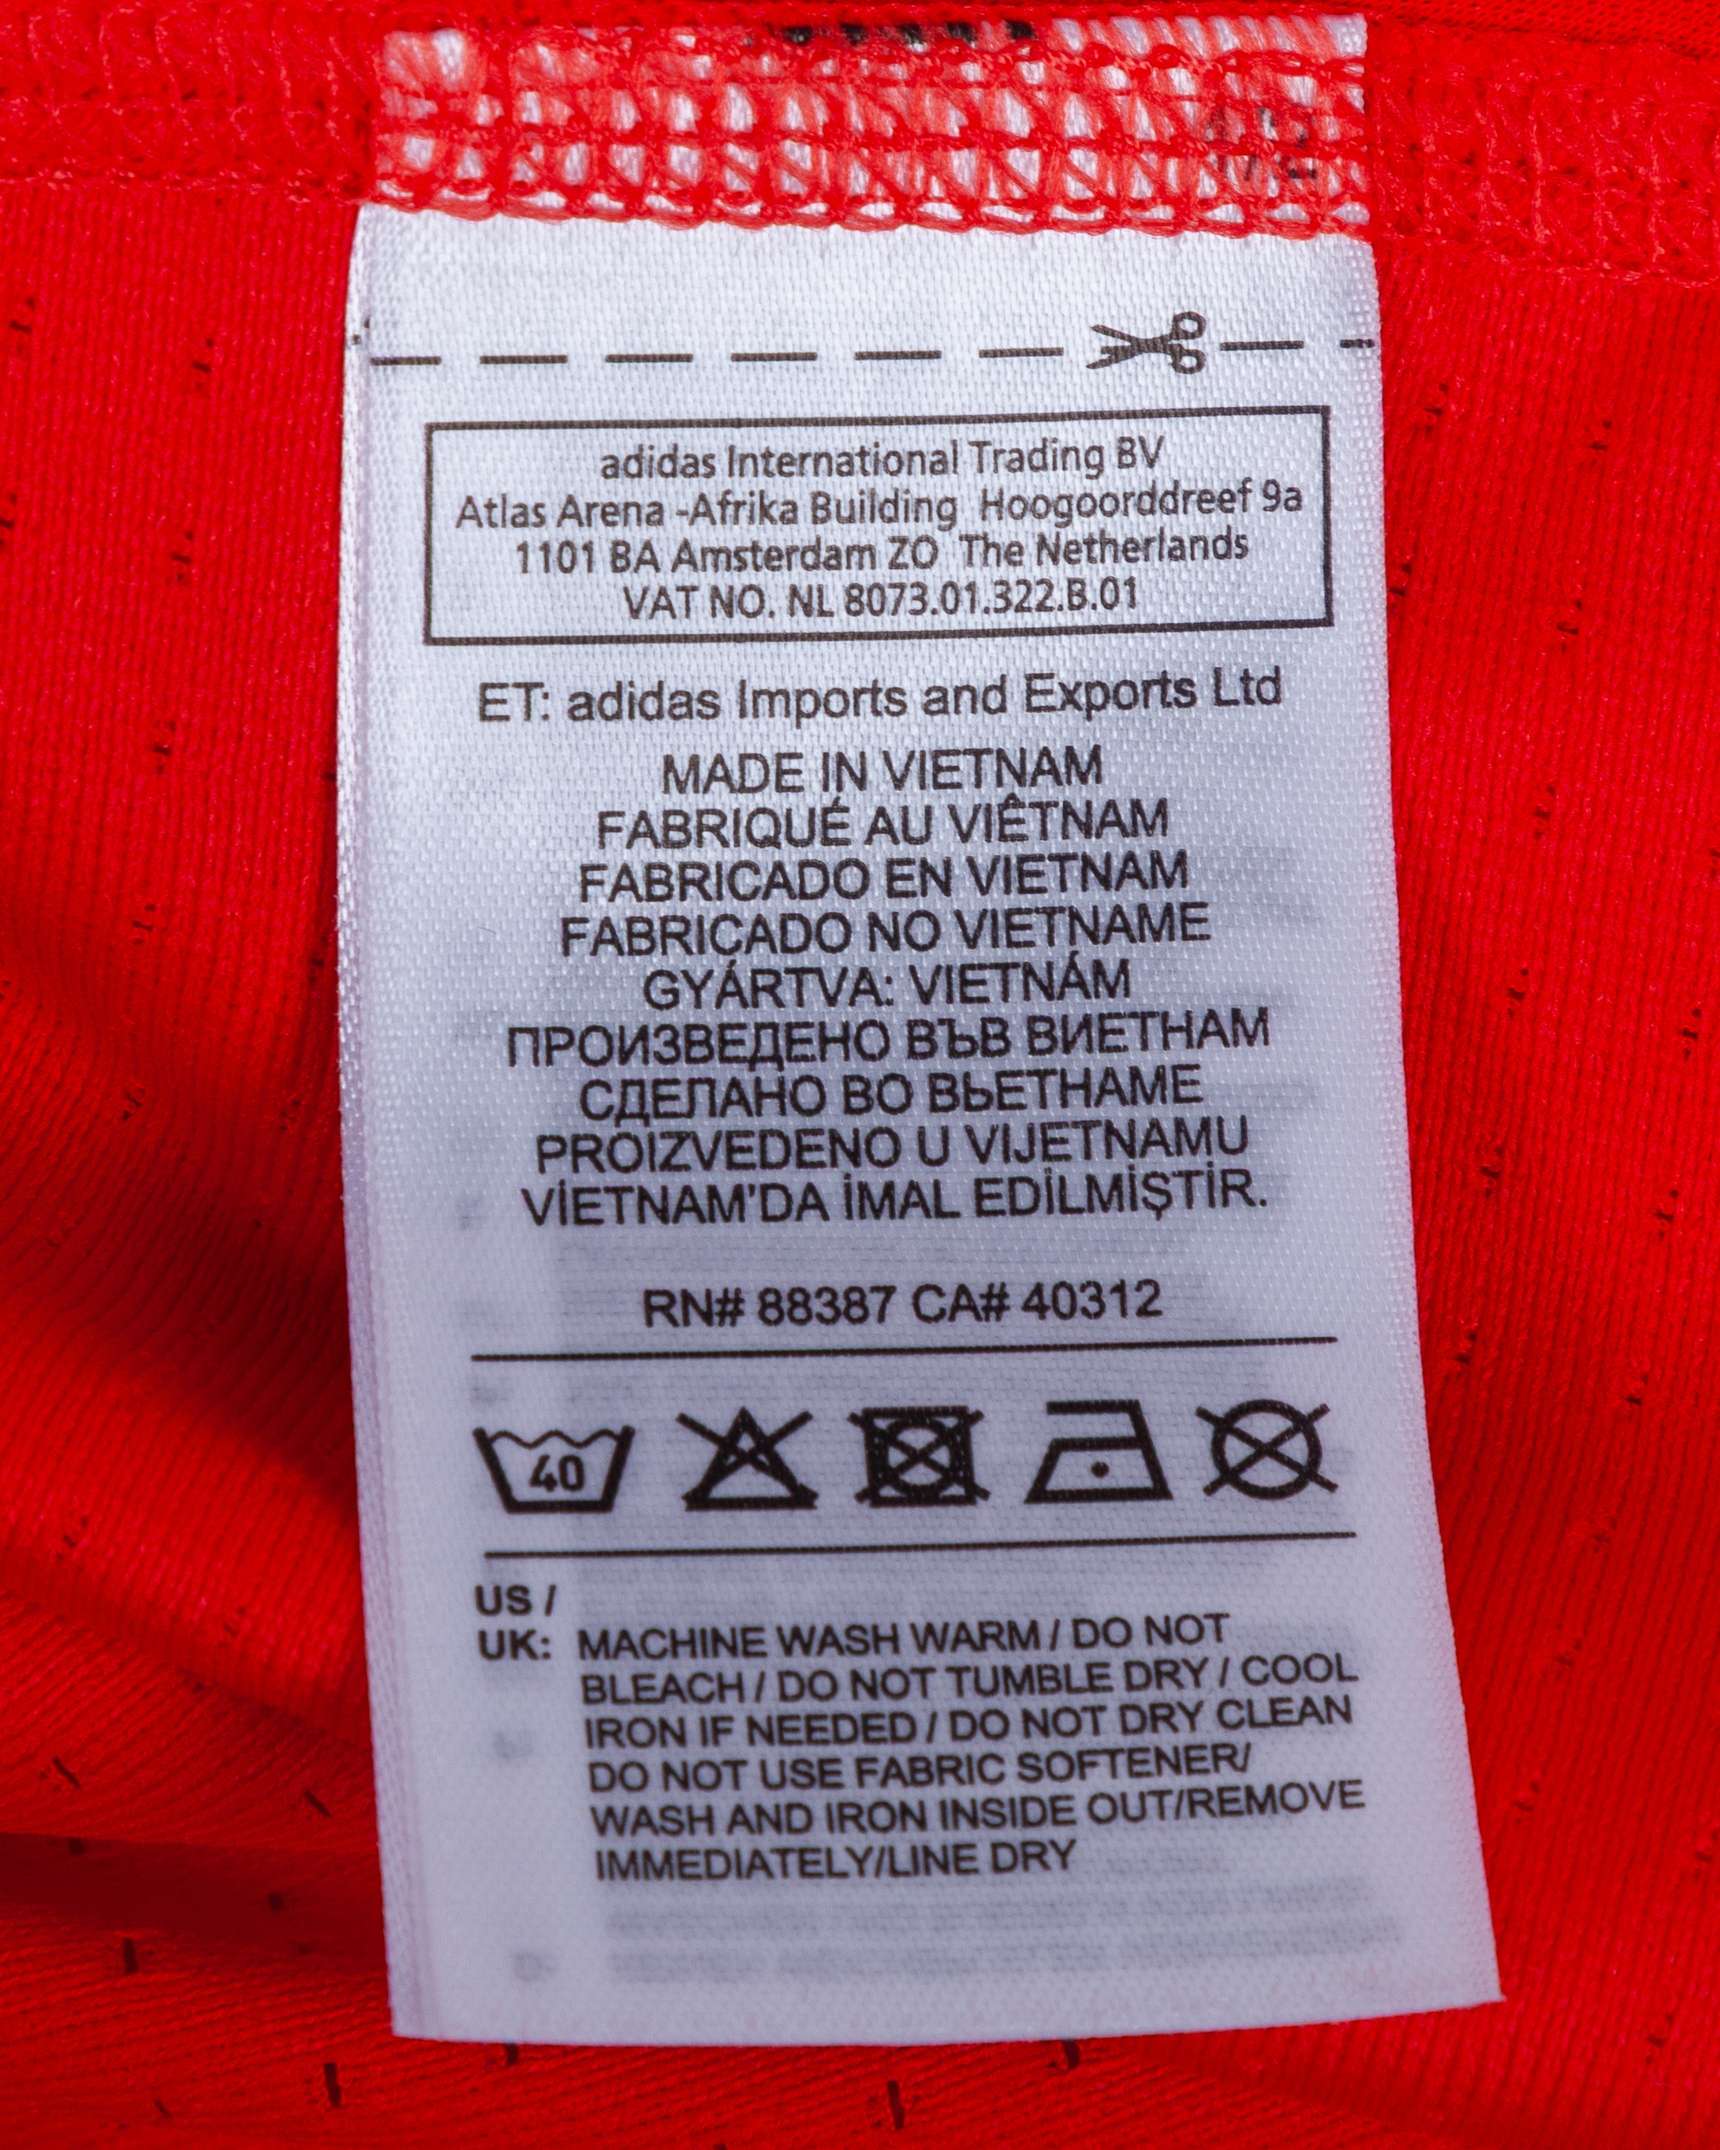 adidas International Trading BV
Atlas Arena -Afrika Building Hoogoorddreef 9a
1101 BA Amsterdam ZO The Netherlands
VAT NO. NL 8073.01.322.B.01
ET: adidas Imports and Exports Ltd
MADE IN VIETNAM
FABRIQUÉ AU VIÊTNAM
FABRICADO EN VIETNAM
FABRICADO NO VIETNAME
GYÁRTVA: VIETNÁM
ПРОИЗВЕДЕНО ВЪВ ВИЕТНАМ
СДЕЛАНО ВО ВЬЕТНАМЕ
PROIZVEDENO U VIJETNAMU
VİETNAM'DA İMAL EDİLMİŞTİR.
RN# 88387 CA# 40312
40
US /
UK: MACHINE WASH WARM / DO NOT
BLEACH / DO NOT TUMBLE DRY / COOL
IRON IF NEEDED / DO NOT DRY CLEAN
DO NOT USE FABRIC SOFTENER/
WASH AND IRON INSIDE OUT/REMOVE
IMMEDIATELY/LINE DRY